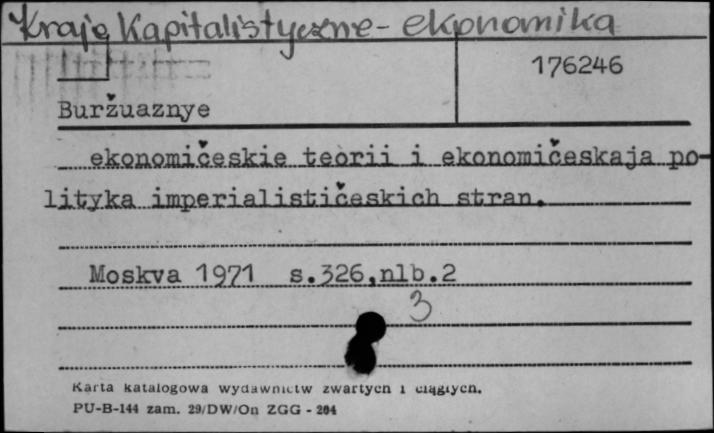 Kraje Kapitalistyczne - ekonomika
176246
Buržuaznye
ekonomičeskie teorii i ekonomičeskaja po-
lityka imperialističeskich stran.
Moskva 1971 s.326,nlb.2
3
Karta katalogowa wydawnictw zwartych i ciągłych.
PU-B-144 zam. 29/DW/On ZGG - 204